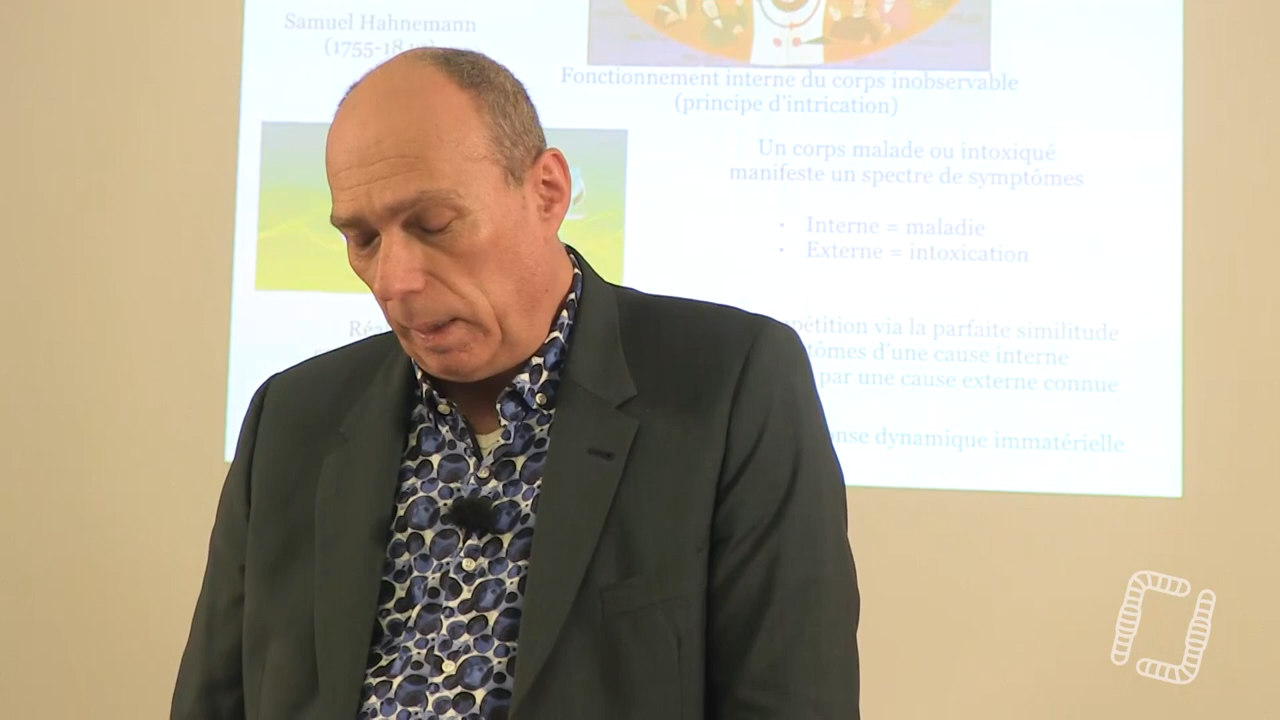 Samuel Hahnemann
(1755-184
Fonctionnement interne du corps inobservable
(principe d'intrication)
Un corps malade ou intoxiqué
manifeste un spectre de symptômes
· Interne = maladie
· Externe = intoxication
pétition via la parfaite similitude
tômes d'une cause interne
par une cause externe connue
nse dynamique immatérielle